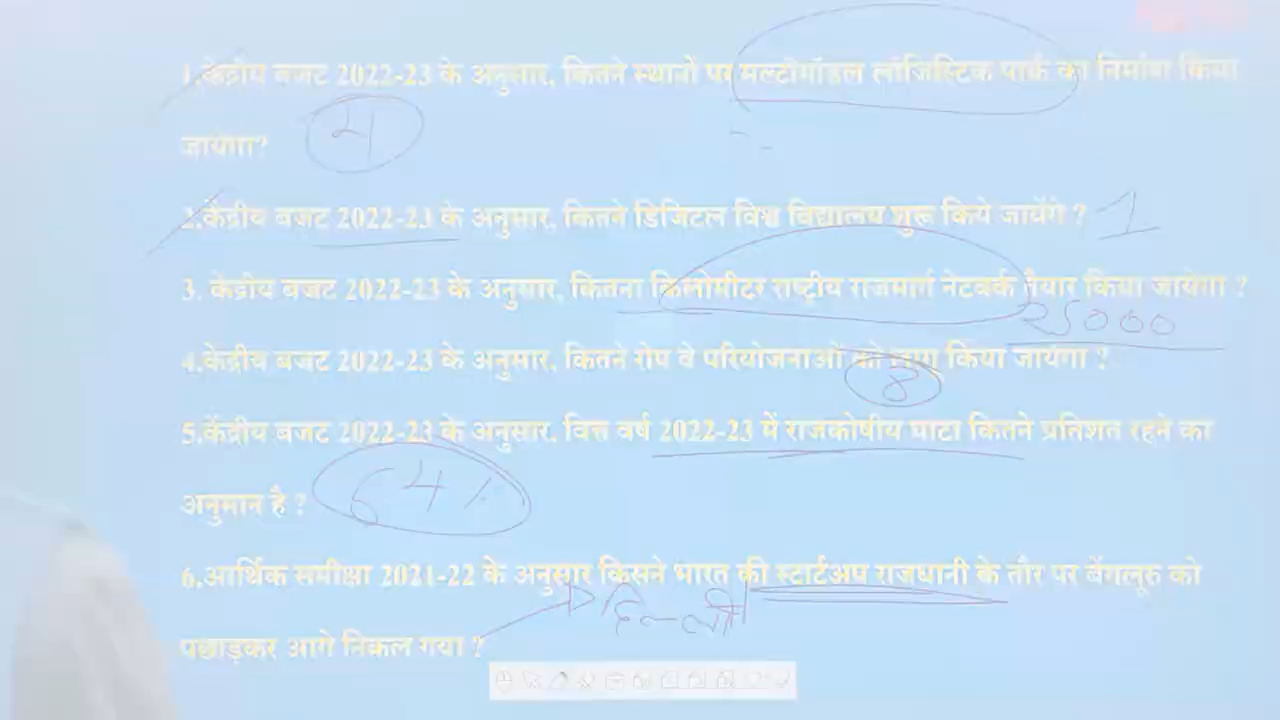 1.केंद्रीय बजट 2022-23 के अनुसार, कितने स्थानों पर मल्टीमॉडल लॉजिस्टिक पार्क का निर्माण किया
जायेगा?
4
2.केंद्रीय बजट 2022-23 के अनुसार, कितने डिजिटल विश्व विद्यालय शुरू किये जायेंगे ? 1
3. केंद्रीय बजट 2022-23 के अनुसार, कितना किलोमीटर राष्ट्रीय राजमार्ग नेटवर्क तैयार किया जायेगा ?
25000
4.केंद्रीय बजट 2022-23 के अनुसार, कितने रोप वे परियोजनाओं को लागू किया जायेगा ?
8
5.केंद्रीय बजट 2022-23 के अनुसार, वित्त वर्ष 2022-23 में राजकोषीय घाटा कितने प्रतिशत रहने का
अनुमान है ? 6 4 %
6.आर्थिक समीक्षा 2021-22 के अनुसार किसने भारत की स्टार्टअप राजधानी के तौर पर बेंगलूरु को
दिल्ली
पछाड़कर आगे निकल गया ?